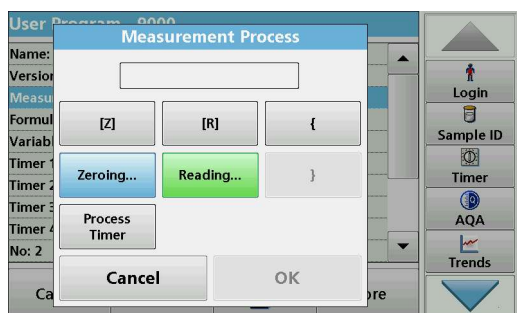 User Program 9000
Measurement Process
Name:
Version
Measu
Formul
Variabl
Timer 1
Timer 2
Timer 3
Timer 4
No: 2
[Z]
[R]
{
Zeroing...
Reading...
}
Process
Timer
Cancel
OK
Ca
ore
Login
Sample ID
Timer
AQA
Trends